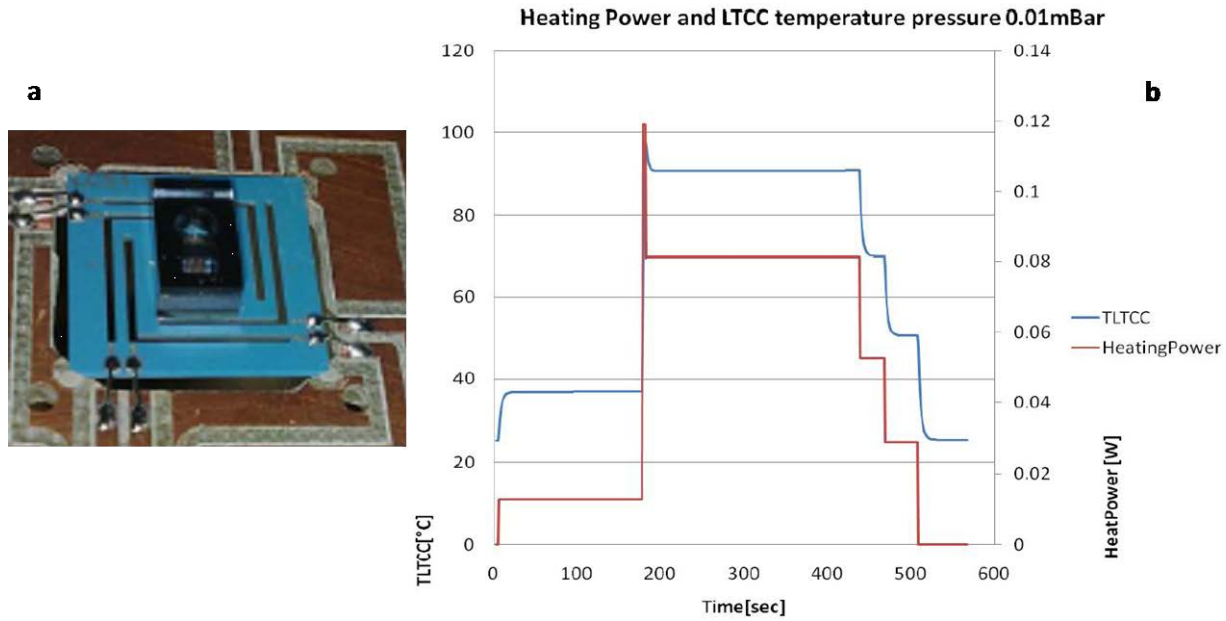 Heating Power and LTCC temperature pressure 0.01mBar
a
b
120
100
80
60
40
20
0
0.14
0.12
0.1
0.08
0.06
0.04
0.02
0
TLTCC[°C]
HeatPower [W]
0 100 200 300 400 500 600
Time[sec]
TLTCC
HeatingPower